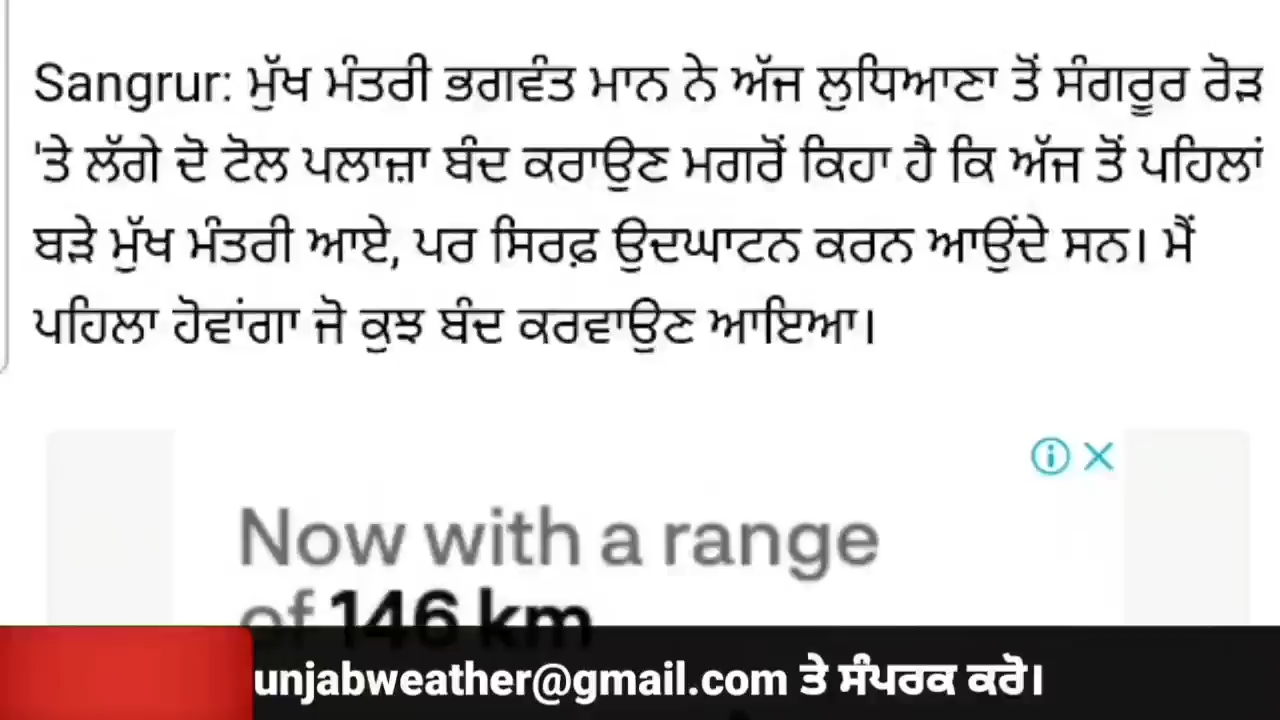 Sangrur: ਮੁੱਖ ਮੰਤਰੀ ਭਗਵੰਤ ਮਾਨ ਨੇ ਅੱਜ ਲੁਧਿਆਣਾ ਤੋਂ ਸੰਗਰੂਰ ਰੋੜ
'ਤੇ ਲੱਗੇ ਦੋ ਟੋਲ ਪਲਾਜ਼ਾ ਬੰਦ ਕਰਾਉਣ ਮਗਰੋਂ ਕਿਹਾ ਹੈ ਕਿ ਅੱਜ ਤੋਂ ਪਹਿਲਾਂ
ਬੜੇ ਮੁੱਖ ਮੰਤਰੀ ਆਏ, ਪਰ ਸਿਰਫ਼ ਉਦਘਾਟਨ ਕਰਨ ਆਉਂਦੇ ਸਨ। ਮੈਂ
ਪਹਿਲਾ ਹੋਵਾਂਗਾ ਜੋ ਕੁਝ ਬੰਦ ਕਰਵਾਉਣ ਆਇਆ।
Now with a range
of 146 km
unjabweather@gmail.com ਤੇ ਸੰਪਰਕ ਕਰੋ।